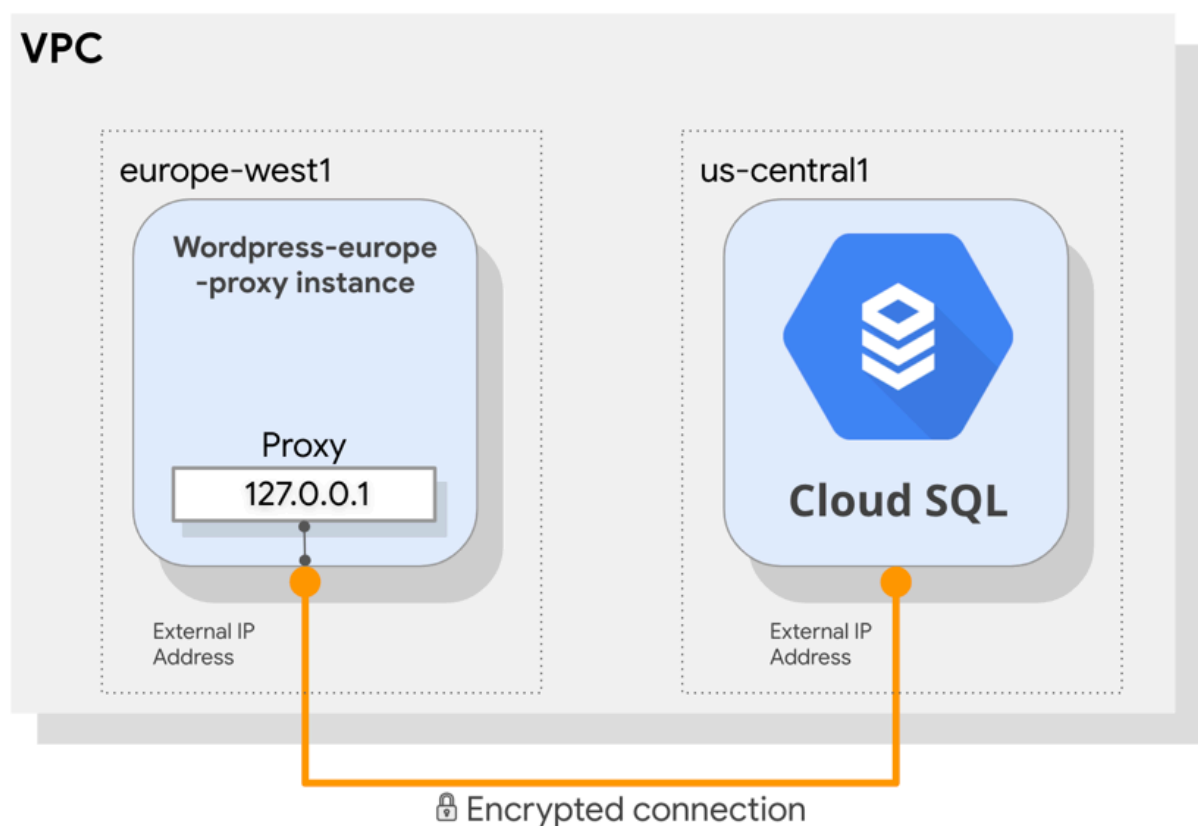 VPC
europe-west1
Wordpress-europe
-proxy instance
Proxy
127.0.0.1
External IP
Address
us-central1
Cloud SQL
External IP
Address
Encrypted connection